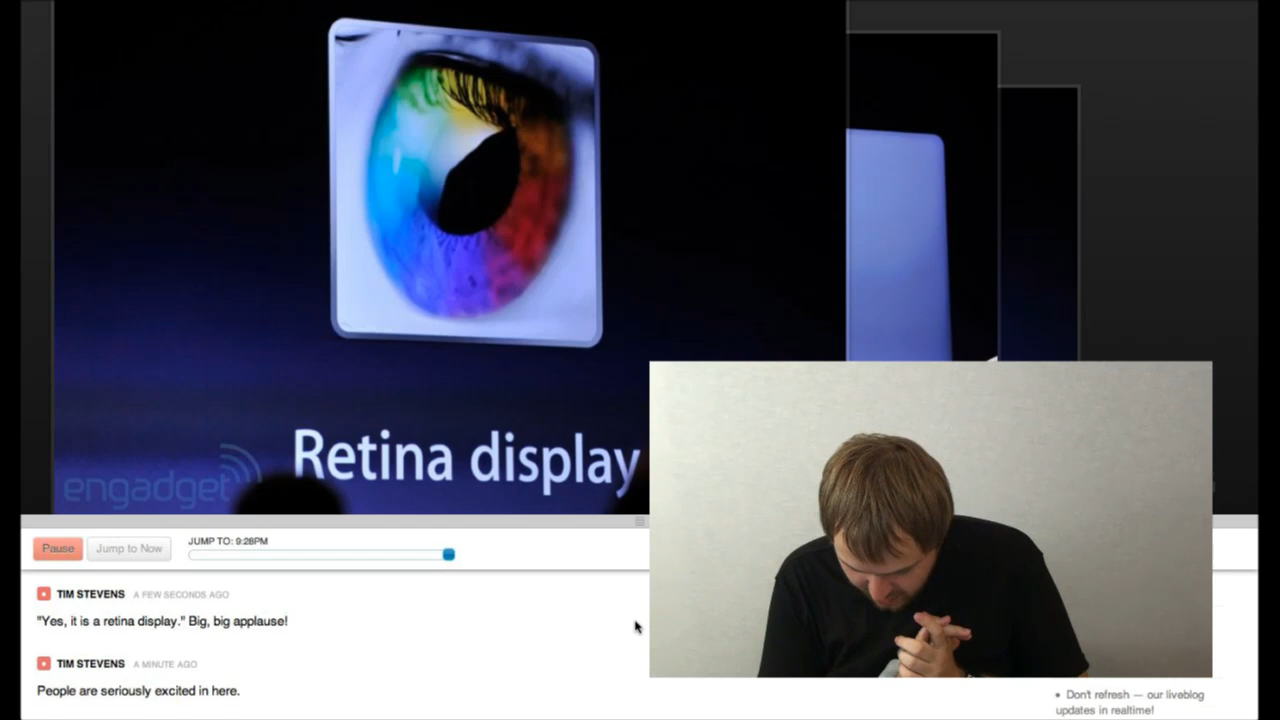 Retina display
engadget
Pause
Jump to Now
JUMP TO: 9:28PM
TIM STEVENS A FEW SECONDS AGO
"Yes, it is a retina display." Big, big applause!
TIM STEVENS A MINUTE AGO
People are seriously excited in here.
• Don't refresh — our liveblog
updates in realtime!